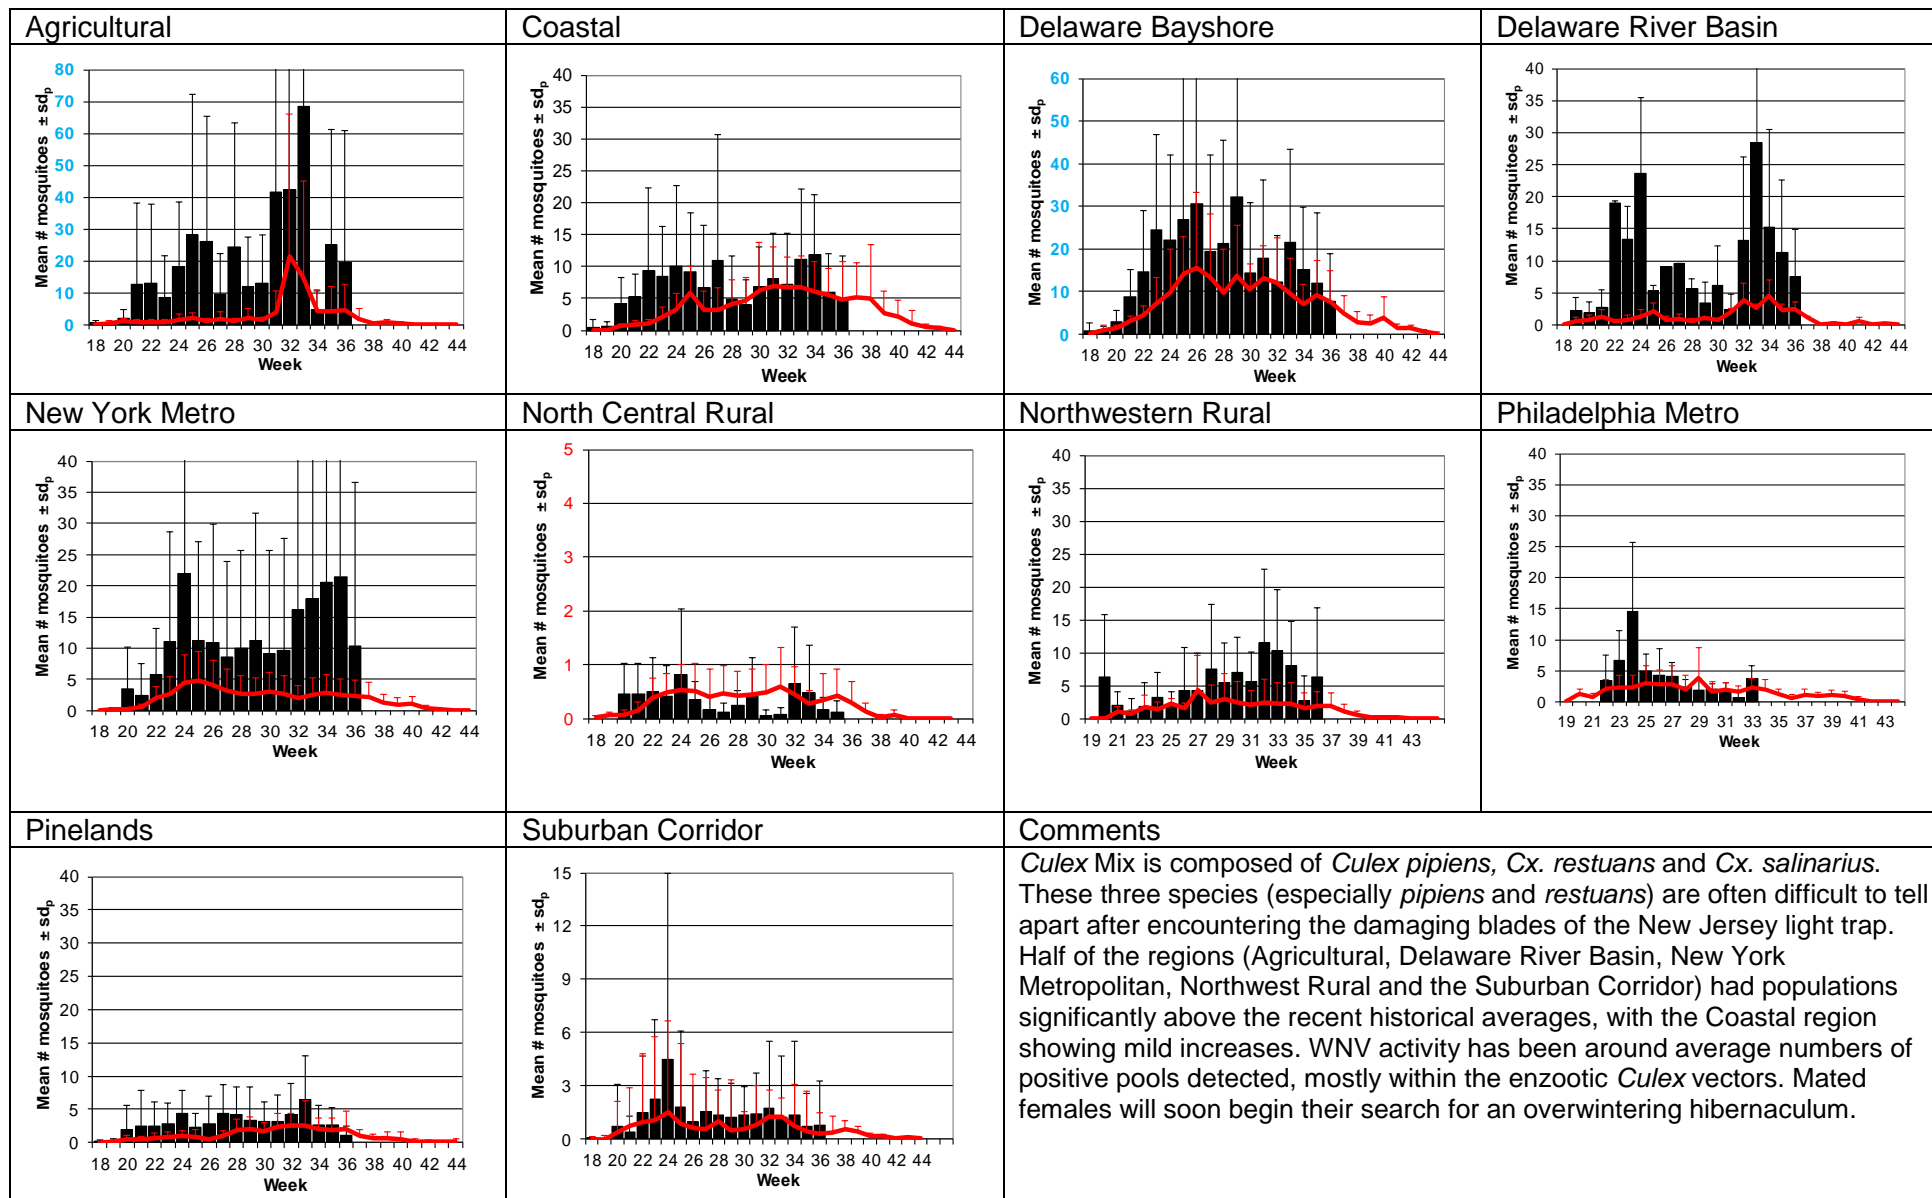 Agricultural
Mean # mosquitoes ± sdp
80
70
60
50
40
30
20
10
0
18 20 22 24 26 28 30 32 34 36 38 40 42 44
Week
Coastal
Mean # mosquitoes ± sdp
40
35
30
25
20
15
10
5
0
18 20 22 24 26 28 30 32 34 36 38 40 42 44
Week
Delaware Bayshore
Mean # mosquitoes ± sdp
60
50
40
30
20
10
0
18 20 22 24 26 28 30 32 34 36 38 40 42 44
Week
Delaware River Basin
Mean # mosquitoes ± sdp
40
35
30
25
20
15
10
5
0
18 20 22 24 26 28 30 32 34 36 38 40 42 44
Week
New York Metro
Mean # mosquitoes ± sdp
40
35
30
25
20
15
10
5
0
18 20 22 24 26 28 30 32 34 36 38 40 42 44
Week
North Central Rural
Mean # mosquitoes ± sdp
5
4
3
2
1
0
18 20 22 24 26 28 30 32 34 36 38 40 42 44
Week
Northwestern Rural
Mean # mosquitoes ± sdp
40
35
30
25
20
15
10
5
0
19 21 23 25 27 29 31 33 35 37 39 41 43
Week
Philadelphia Metro
Mean # mosquitoes ± sdp
40
35
30
25
20
15
10
5
0
19 21 23 25 27 29 31 33 35 37 39 41 43
Week
Pinelands
Mean # mosquitoes ± sdp
40
35
30
25
20
15
10
5
0
18 20 22 24 26 28 30 32 34 36 38 40 42 44
Week
Suburban Corridor
Mean # mosquitoes ± sdp
15
12
9
6
3
0
18 20 22 24 26 28 30 32 34 36 38 40 42 44
Week
Comments
Culex Mix is composed of Culex pipiens, Cx. restuans and Cx. salinarius.
These three species (especially pipiens and restuans) are often difficult to tell
apart after encountering the damaging blades of the New Jersey light trap.
Half of the regions (Agricultural, Delaware River Basin, New York
Metropolitan, Northwest Rural and the Suburban Corridor) had populations
significantly above the recent historical averages, with the Coastal region
showing mild increases. WNV activity has been around average numbers of
positive pools detected, mostly within the enzootic Culex vectors. Mated
females will soon begin their search for an overwintering hibernaculum.